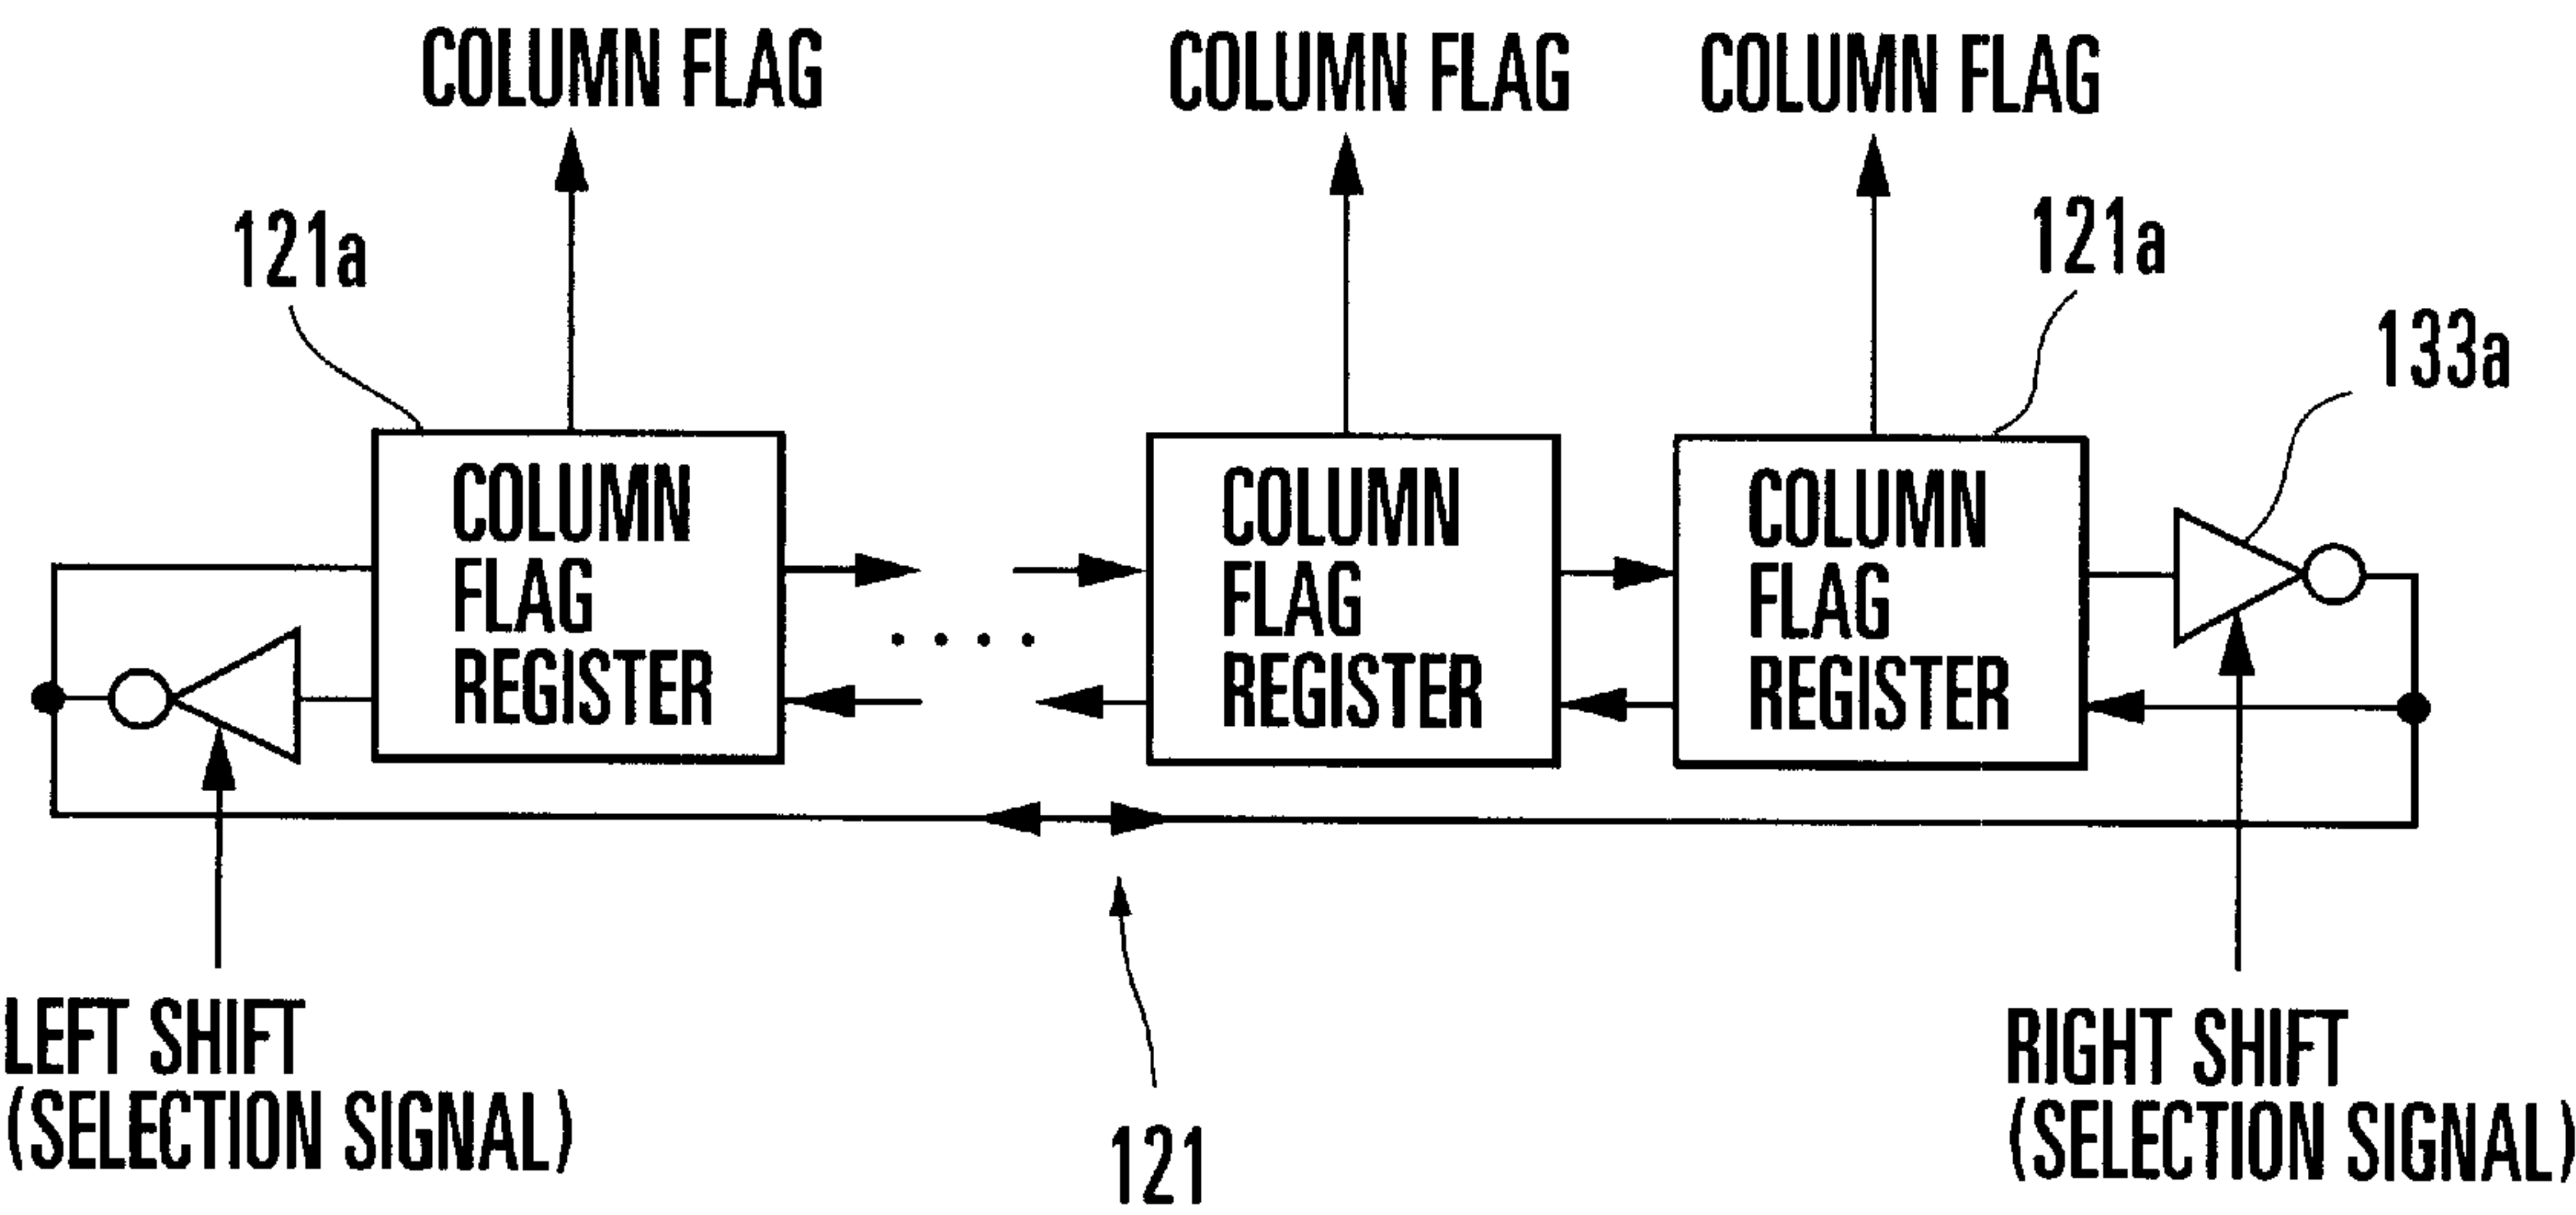 COLUMN FLAG
COLUMN FLAG
COLUMN FLAG
121a
121a
133a
COLUMN
FLAG
REGISTER
COLUMN
FLAG
REGISTER
COLUMN
FLAG
REGISTER
LEFT SHIFT
(SELECTION SIGNAL)
RIGHT SHIFT
(SELECTION SIGNAL)
121